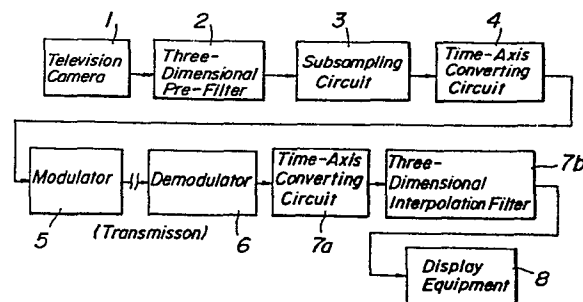 1
2
3
4
Television
Camera
Three-
Dimensional
Pre-Filter
Subsampling
Circuit
Time-Axis
Converting
Circuit
7b
Modulator
Demodulator
Time-Axis
Converting
Circuit
Three-
Dimensional
Interpolation Filter
5
(Transmisson)
6
7a
Display
Equipment
8